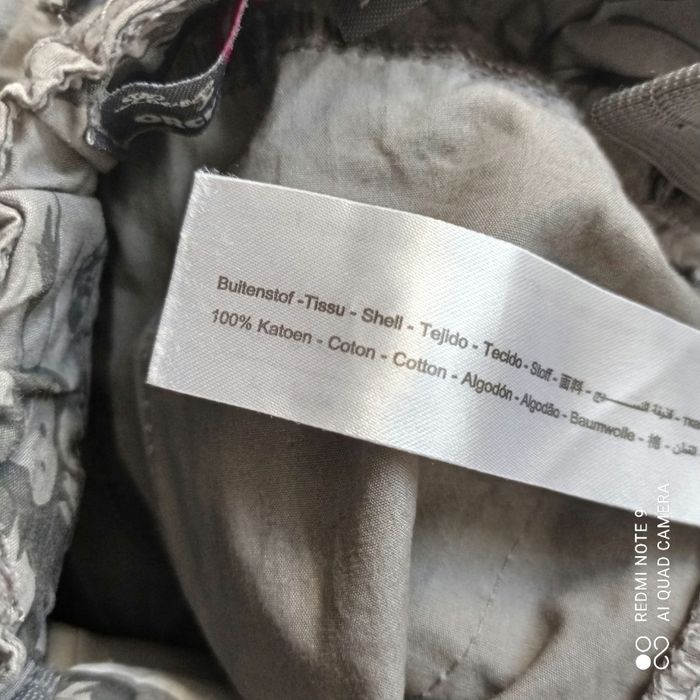 Buitenstof -Tissu - Shell - Tejido - Tecido - Stoff - 面料 -
100% Katoen - Coton - Cotton - Algodón - Algodão - Baumwolle - 棉 -
REDMI NOTE 9
AI QUAD CAMERA